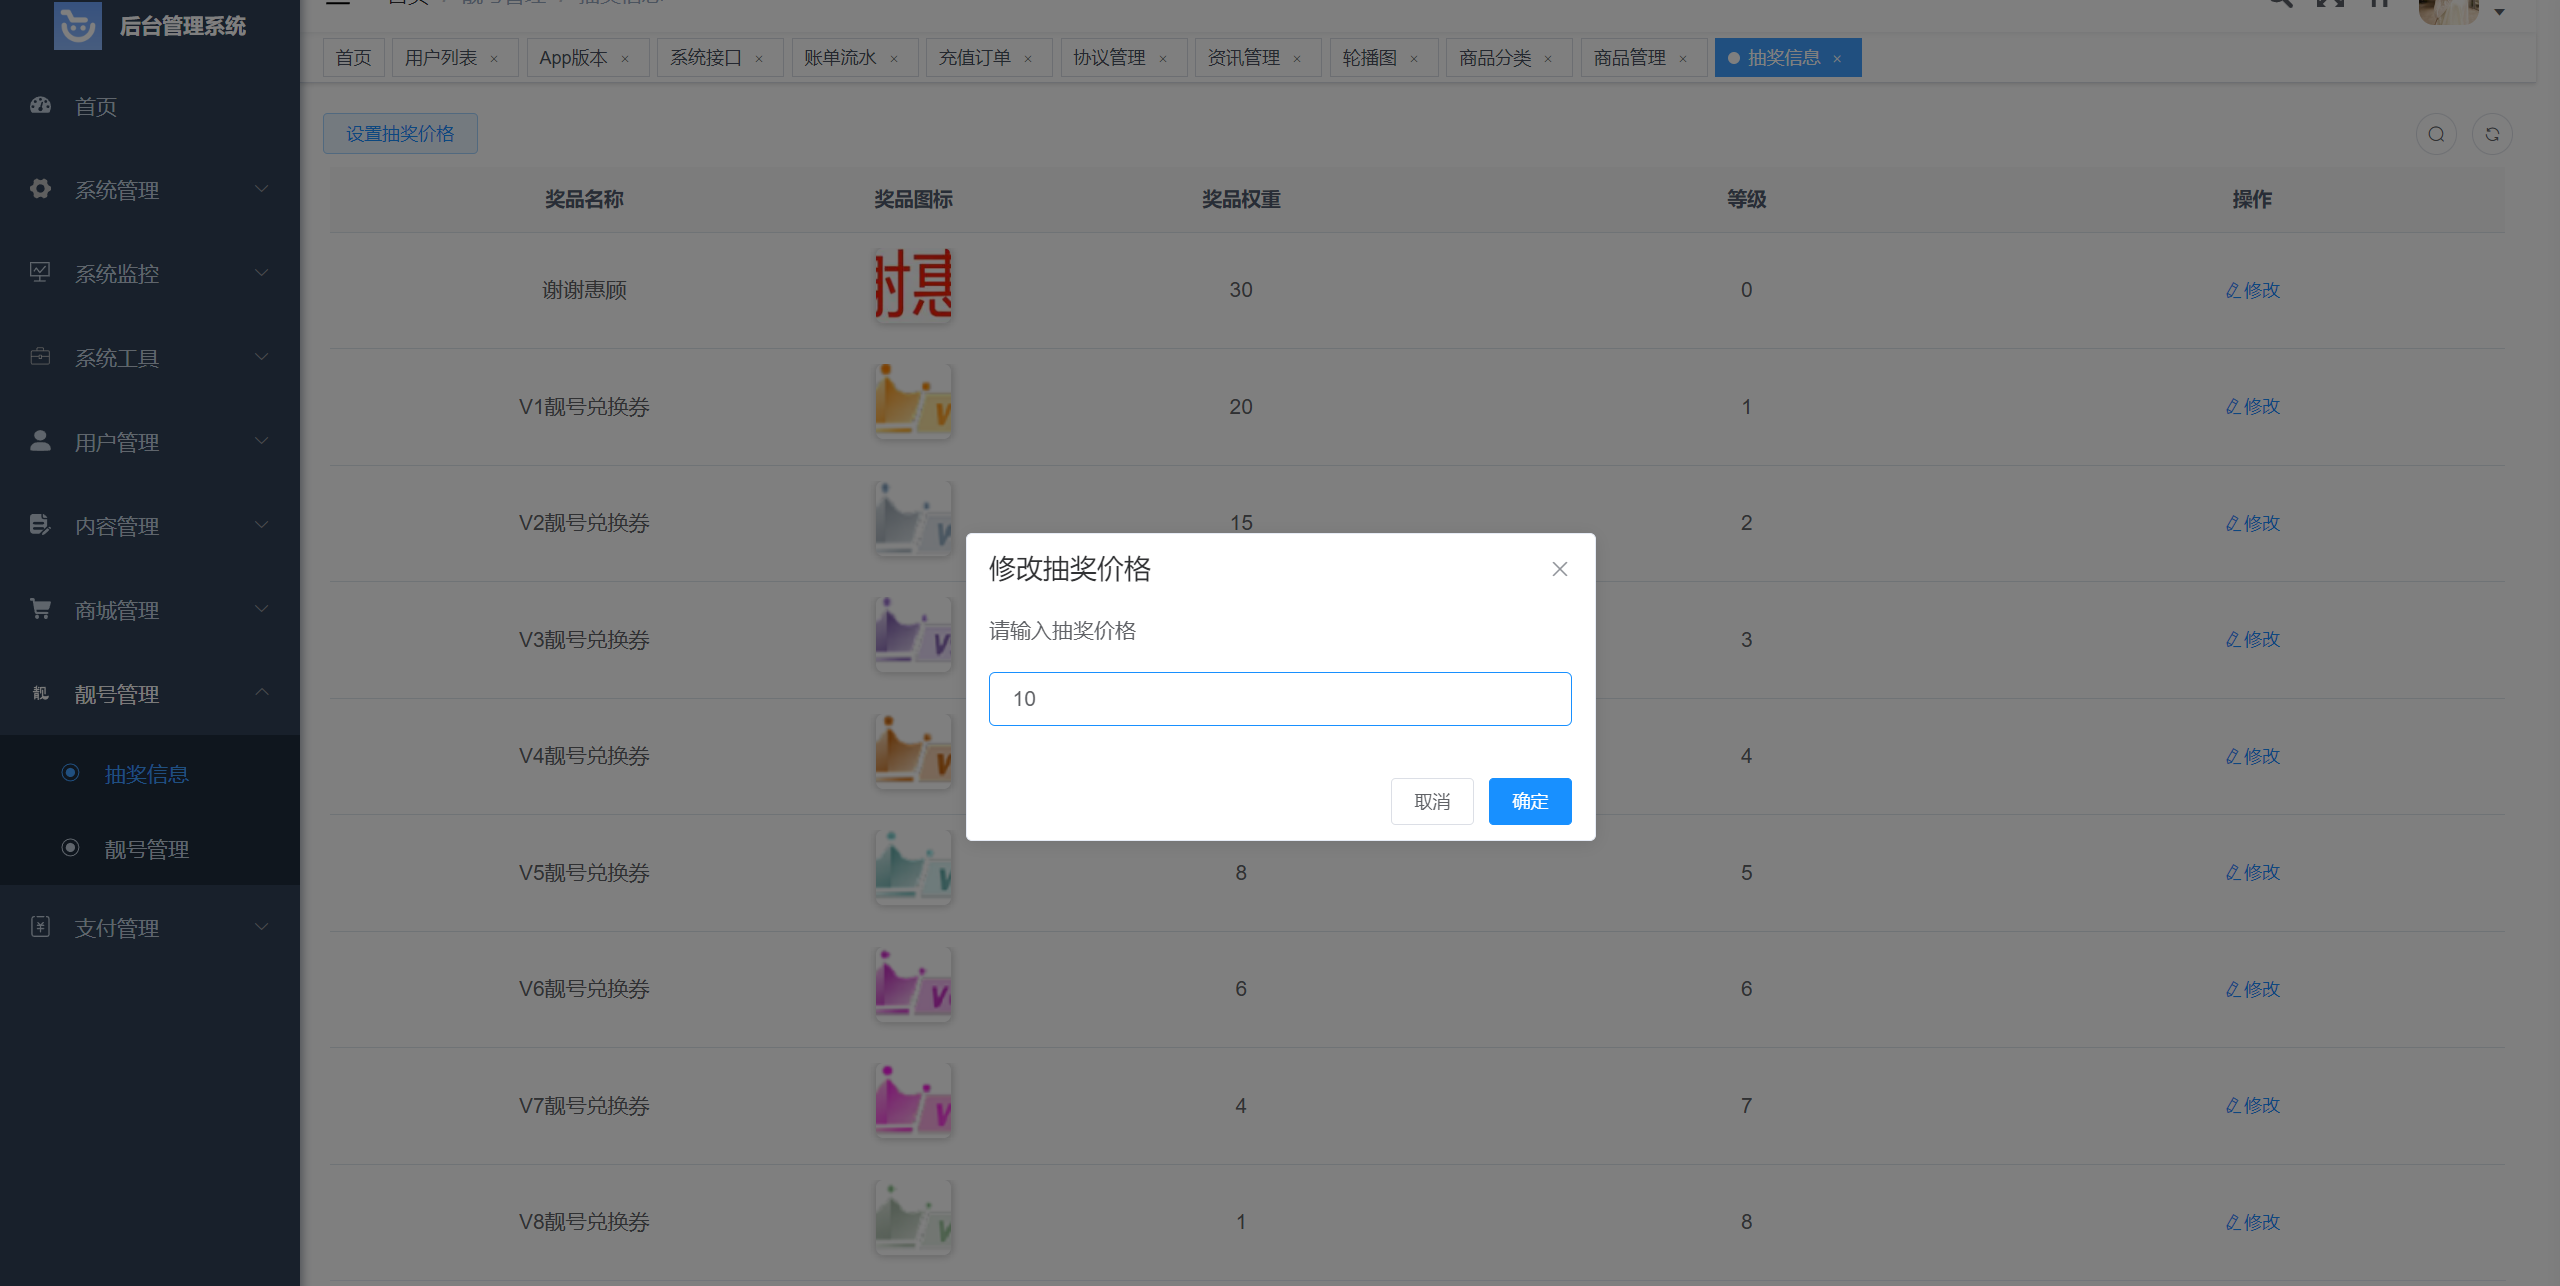 后台管理系统
首页
系统管理
系统监控
系统工具
用户管理
内容管理
商城管理
靓号管理
抽奖信息
靓号管理
支付管理
首页 / 靓号管理 / 抽奖信息
首页 用户列表 × App版本 × 系统接口 × 账单流水 × 充值订单 × 协议管理 × 资讯管理 × 轮播图 × 商品分类 × 商品管理 × 抽奖信息 ×
设置抽奖价格
奖品名称 奖品图标 奖品权重 等级 操作
谢谢惠顾 谢惠 30 0 修改
V1靓号兑换券 V 20 1 修改
V2靓号兑换券 V 15 2 修改
V3靓号兑换券 V 3 修改
V4靓号兑换券 V 4 修改
V5靓号兑换券 V 8 5 修改
V6靓号兑换券 V 6 6 修改
V7靓号兑换券 V 4 7 修改
V8靓号兑换券 V 1 8 修改
修改抽奖价格
请输入抽奖价格
10
取消 确定